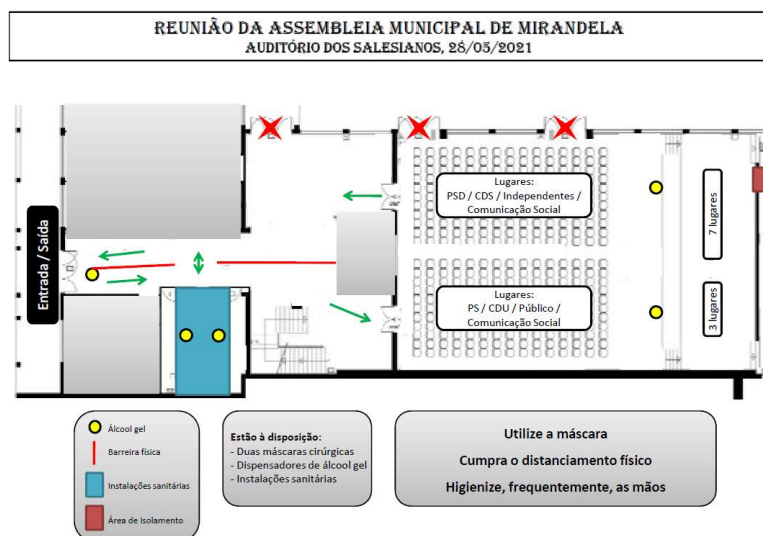 REUNIÃO DA ASSEMBLEIA MUNICIPAL DE MIRANDELA
AUDITÓRIO DOS SALESIANOS, 28/05/2021
Entrada / Saída
Lugares:
PSD / CDS / Independentes /
Comunicação Social
Lugares:
PS / CDU / Público /
Comunicação Social
7 lugares
3 lugares
Álcool gel
Barreira física
Instalações sanitárias
Área de Isolamento
Estão à disposição:
- Duas máscaras cirúrgicas
- Dispensadores de álcool gel
- Instalações sanitárias
Utilize a máscara
Cumpra o distanciamento físico
Higienize, frequentemente, as mãos